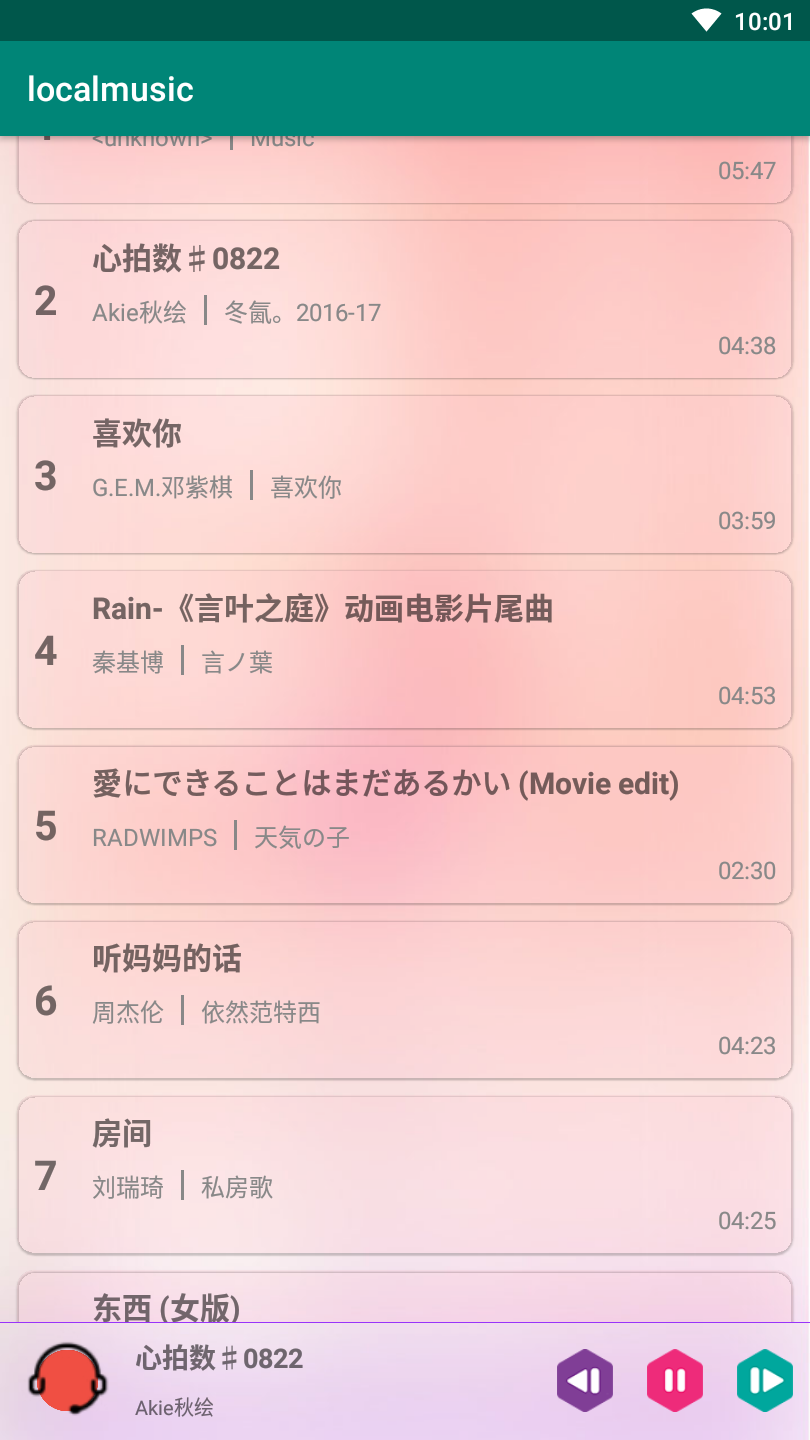 10:01
localmusic
<unknown> | Music
05:47
2
心拍数♯0822
Akie秋绘 | 冬氤。2016-17
04:38
3
喜欢你
G.E.M.邓紫棋 | 喜欢你
03:59
4
Rain-《言叶之庭》动画电影片尾曲
秦基博 | 言ノ葉
04:53
5
愛にできることはまだあるかい (Movie edit)
RADWIMPS | 天気の子
02:30
6
听妈妈的话
周杰伦 | 依然范特西
04:23
7
房间
刘瑞琦 | 私房歌
04:25
东西 (女版)
心拍数♯0822
Akie秋绘